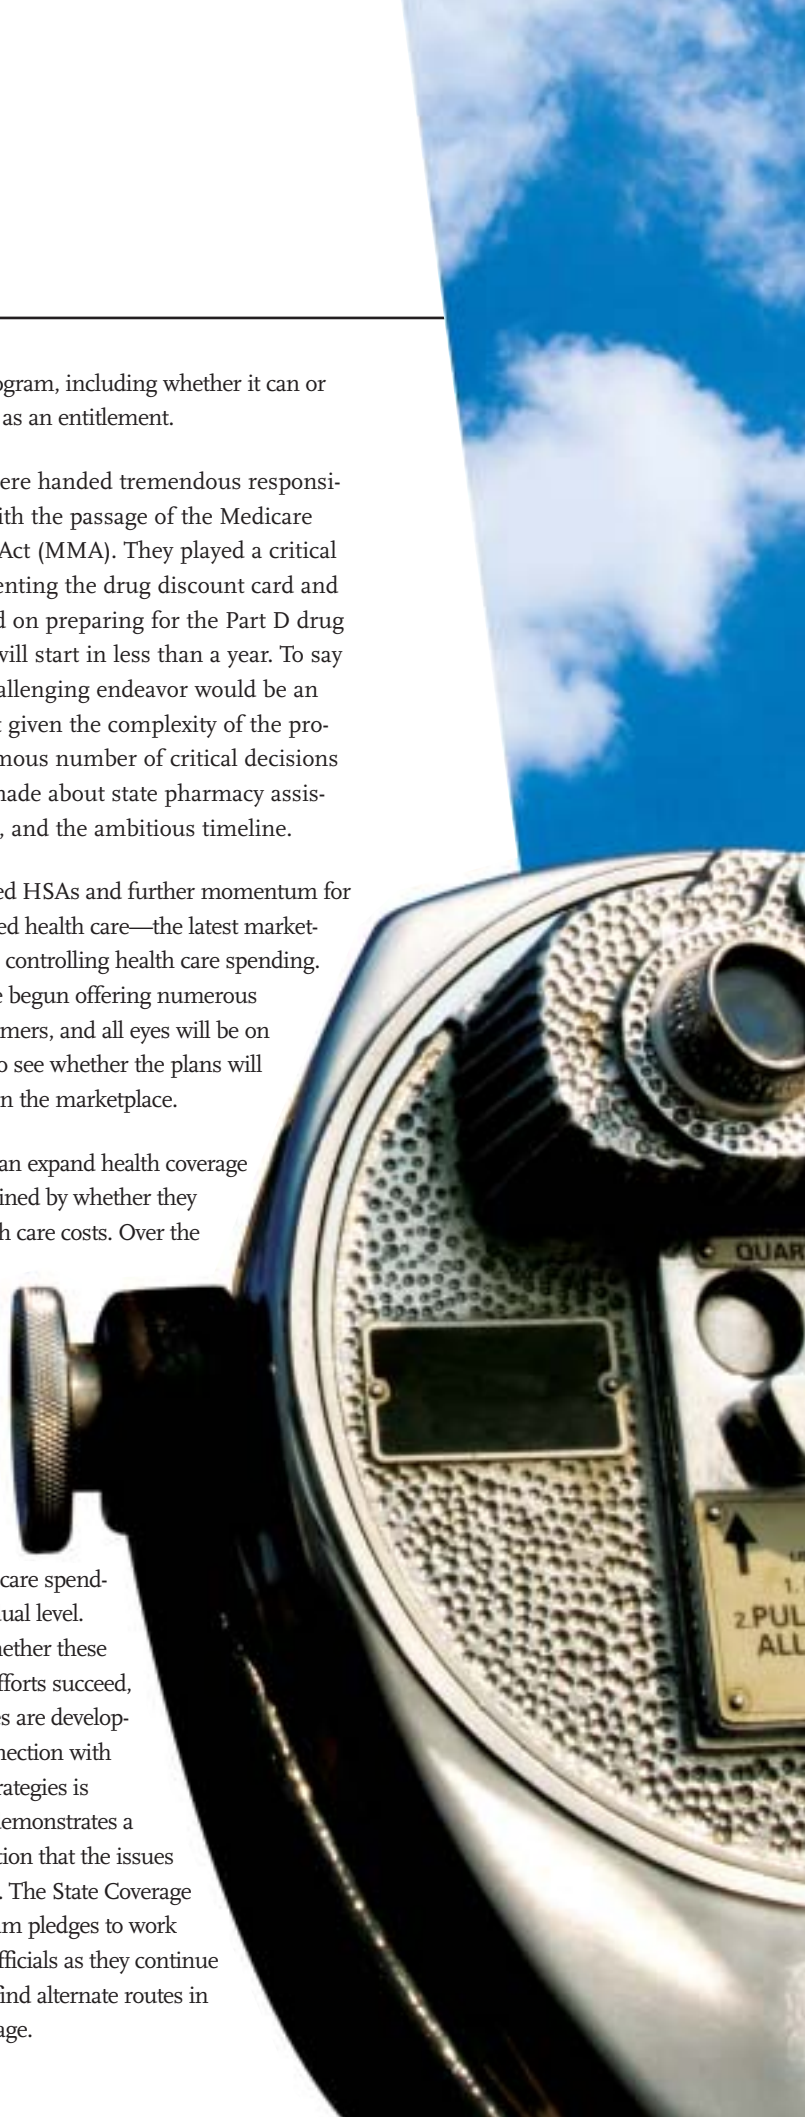 ogram, including whether it can or
as an entitlement.
ere handed tremendous responsi-
ith the passage of the Medicare
Act (MMA). They played a critical
enting the drug discount card and
d on preparing for the Part D drug
will start in less than a year. To say
allenging endeavor would be an
given the complexity of the pro-
mous number of critical decisions
made about state pharmacy assis-
, and the ambitious timeline.
ed HSAs and further momentum for
ed health care—the latest market-
controlling health care spending.
e begun offering numerous
mers, and all eyes will be on
o see whether the plans will
n the marketplace.
an expand health coverage
ined by whether they
h care costs. Over the
care spend-
ual level.
hether these
fforts succeed,
es are develop-
nection with
rategies is
demonstrates a
tion that the issues
. The State Coverage
am pledges to work
fficials as they continue
find alternate routes in
age.
QUAR
1.
2.PUL
ALL